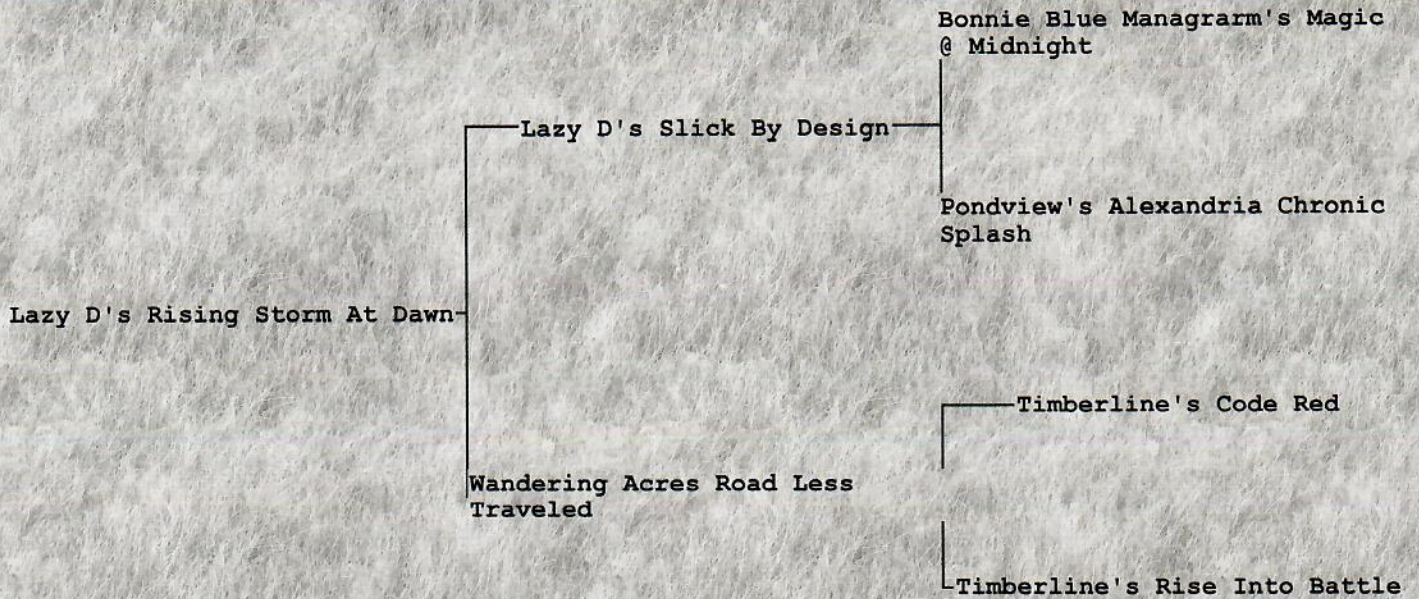 Bonnie Blue Managrarm's Magic
@ Midnight
Lazy D's Slick By Design
Pondview's Alexandria Chronic
Splash
Lazy D's Rising Storm At Dawn
Timberline's Code Red
Wandering Acres Road Less
Traveled
Timberline's Rise Into Battle